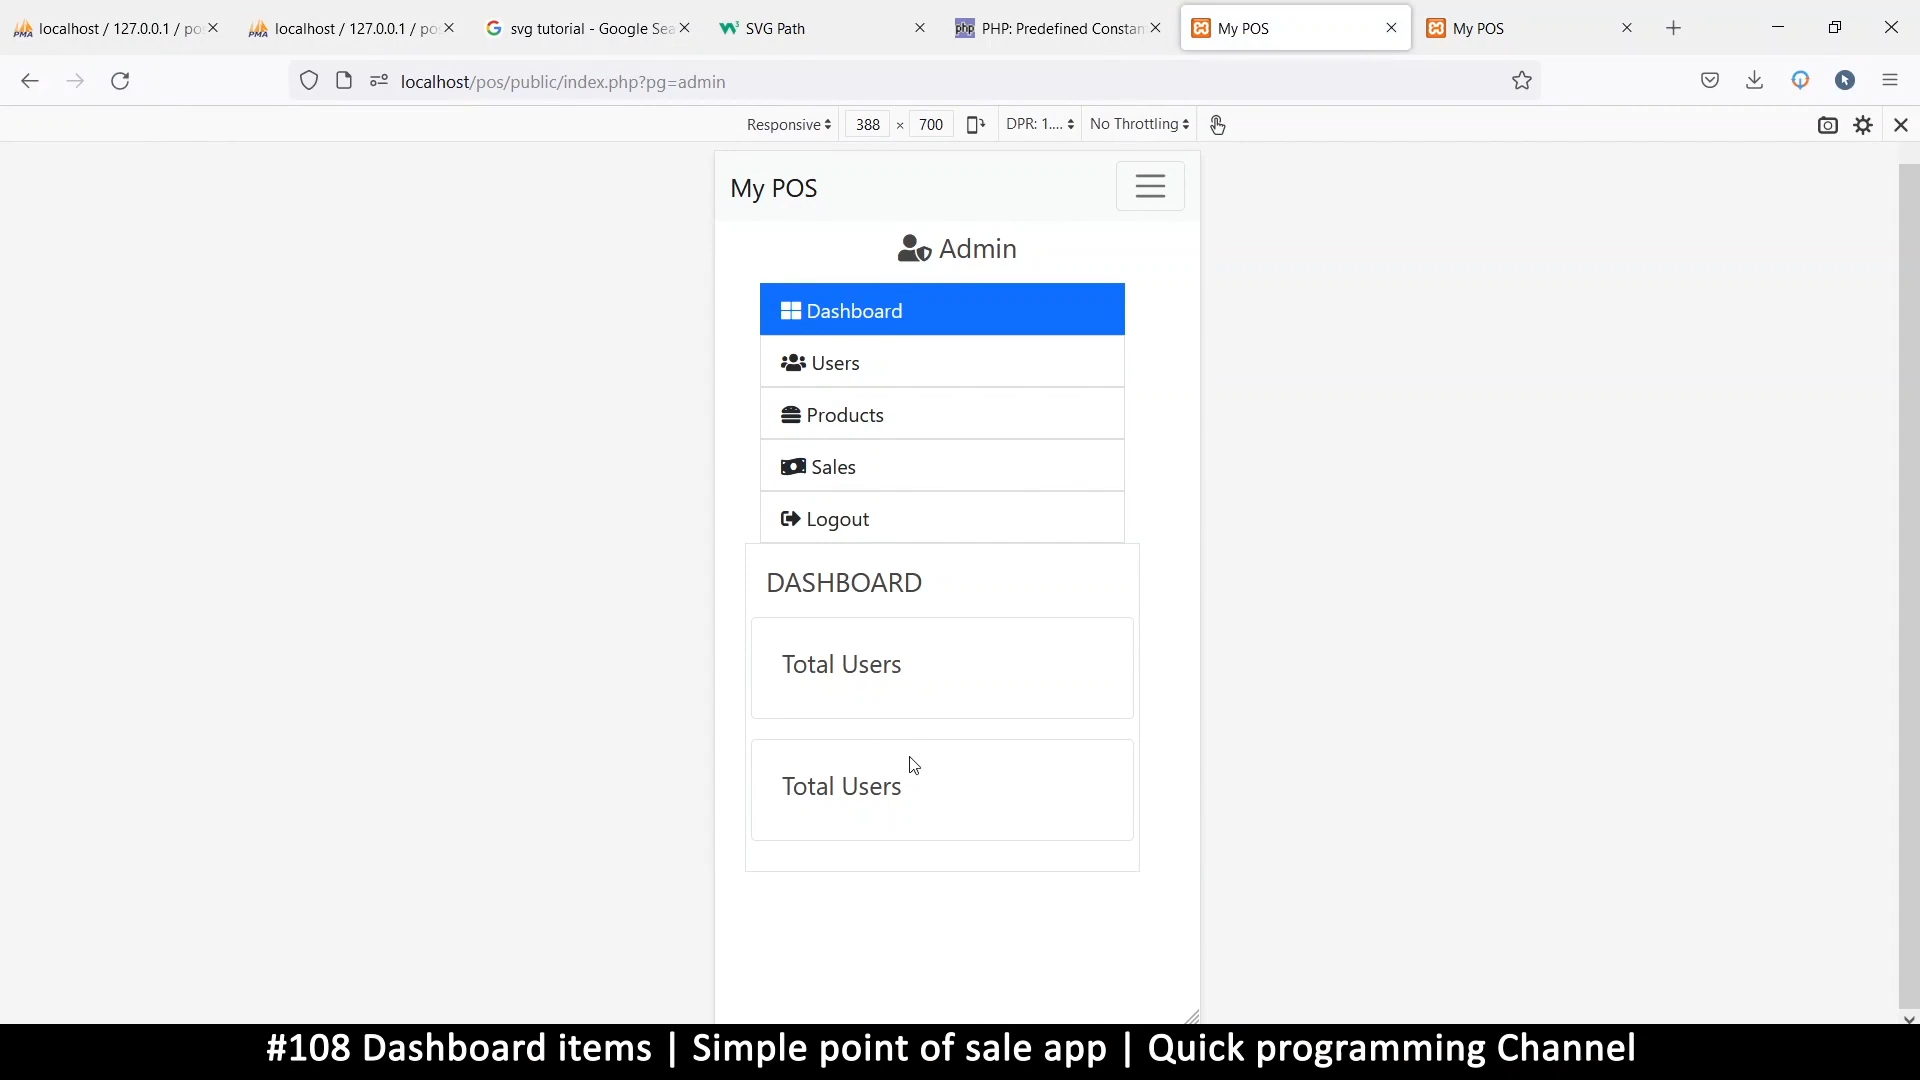 localhost / 127.0.0.1 / po
localhost / 127.0.0.1 / po
svg tutorial - Google Sea
SVG Path
PHP: Predefined Constan
My POS
My POS
localhost/pos/public/index.php?pg=admin
Responsive 388 × 700 DPR: 1.... No Throttling
My POS
Admin
Dashboard
Users
Products
Sales
Logout
DASHBOARD
Total Users
Total Users
#108 Dashboard items | Simple point of sale app | Quick programming Channel